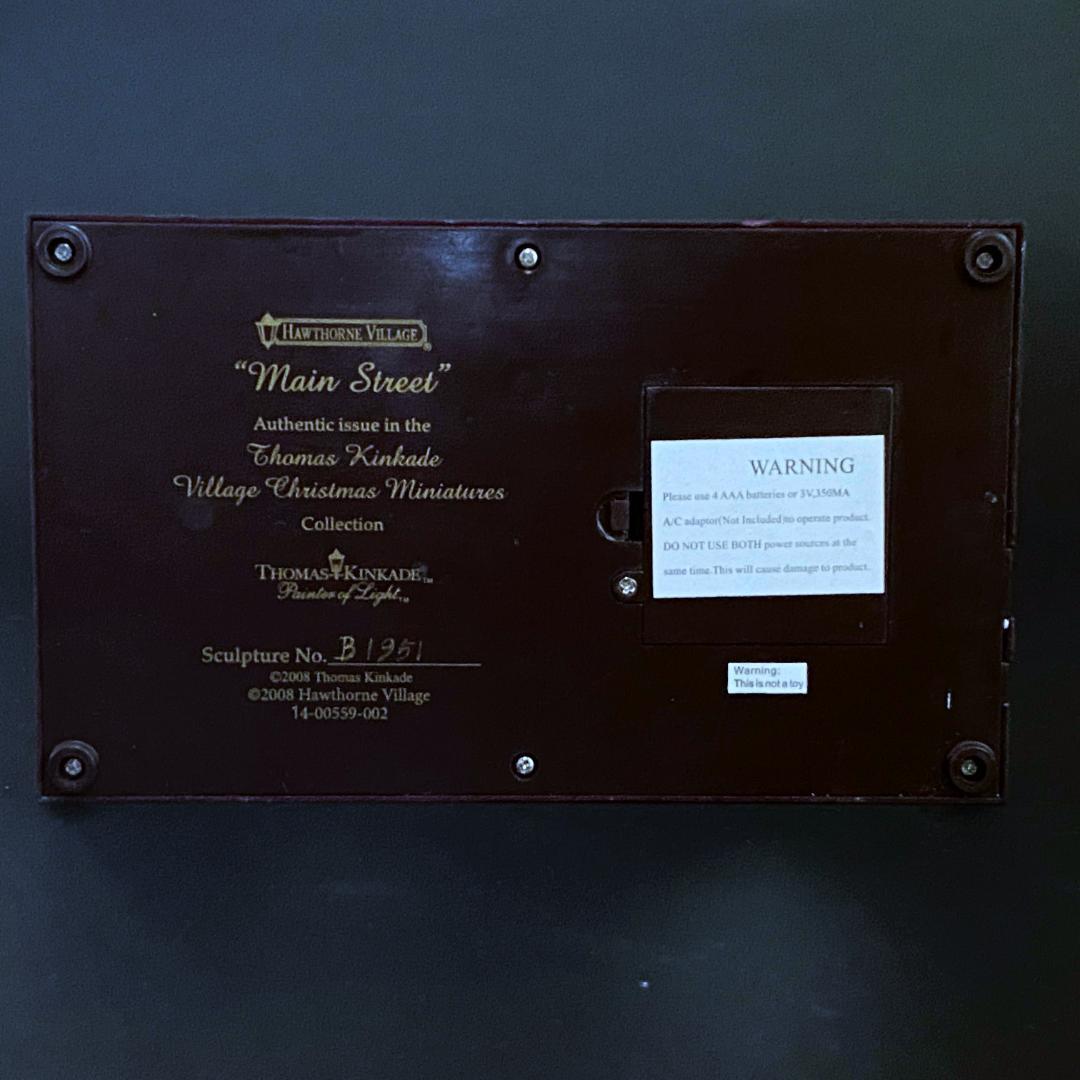 HAWTHORNE VILLAGE®
“Main Street”
Authentic issue in the
Thomas Kinkade
Village Christmas Miniatures
Collection
THOMAS KINKADE™
Painter of Light™
Sculpture No. B1951
©2008 Thomas Kinkade
©2008 Hawthorne Village
14-00559-002
WARNING
Please use 4 AAA batteries or 3V,350MA
A/C adaptor(Not Included)to operate product.
DO NOT USE BOTH power sources at the
same time.This will cause damage to product.
Warning:
This is not a toy